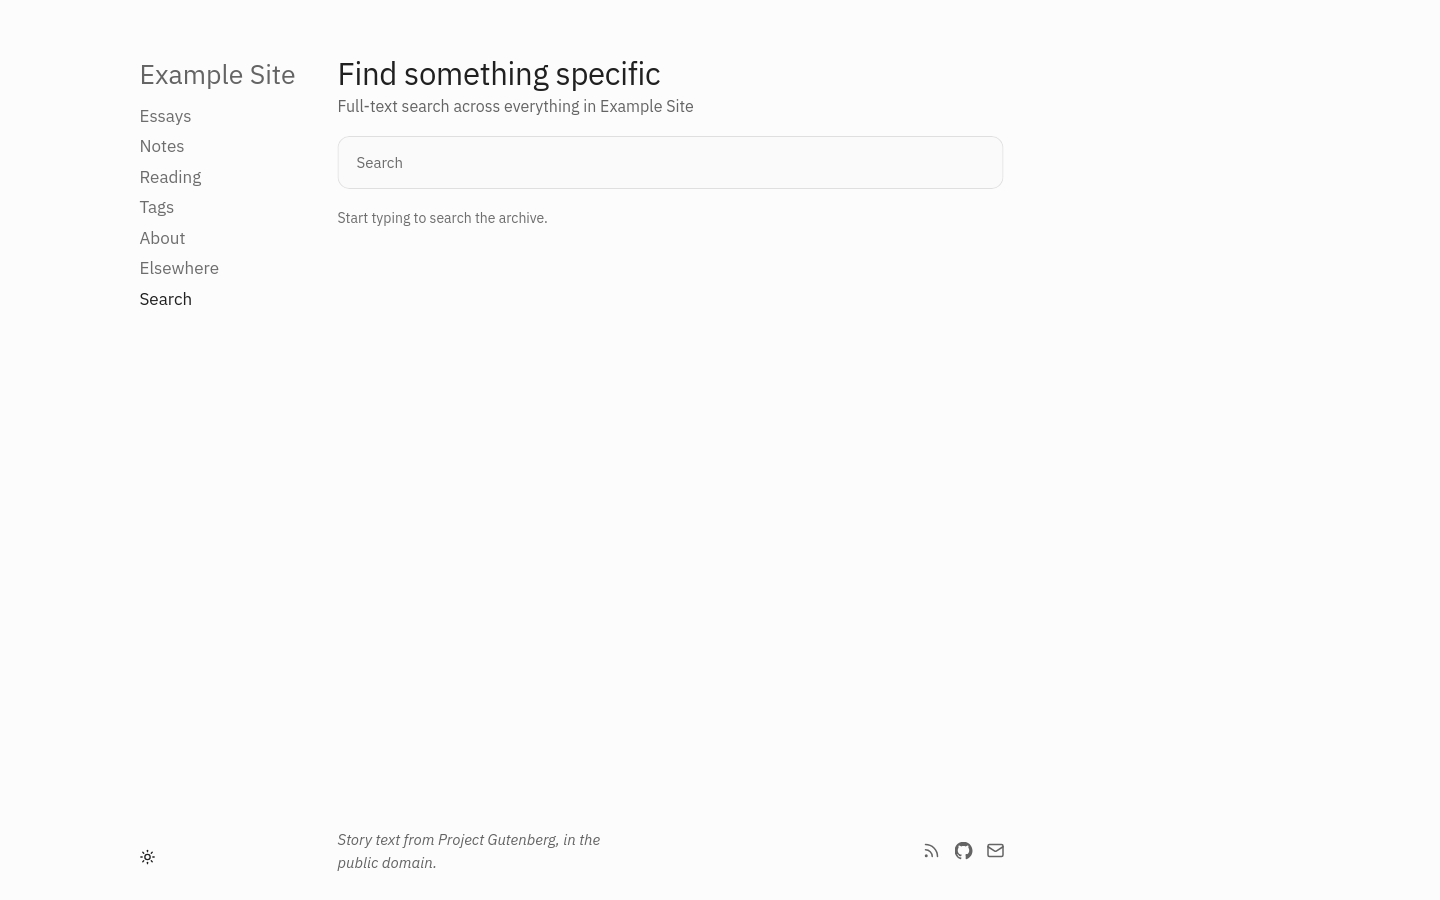 Example Site
Essays
Notes
Reading
Tags
About
Elsewhere
Search
Find something specific
Full-text search across everything in Example Site
Search
Start typing to search the archive.
Story text from Project Gutenberg, in the
public domain.